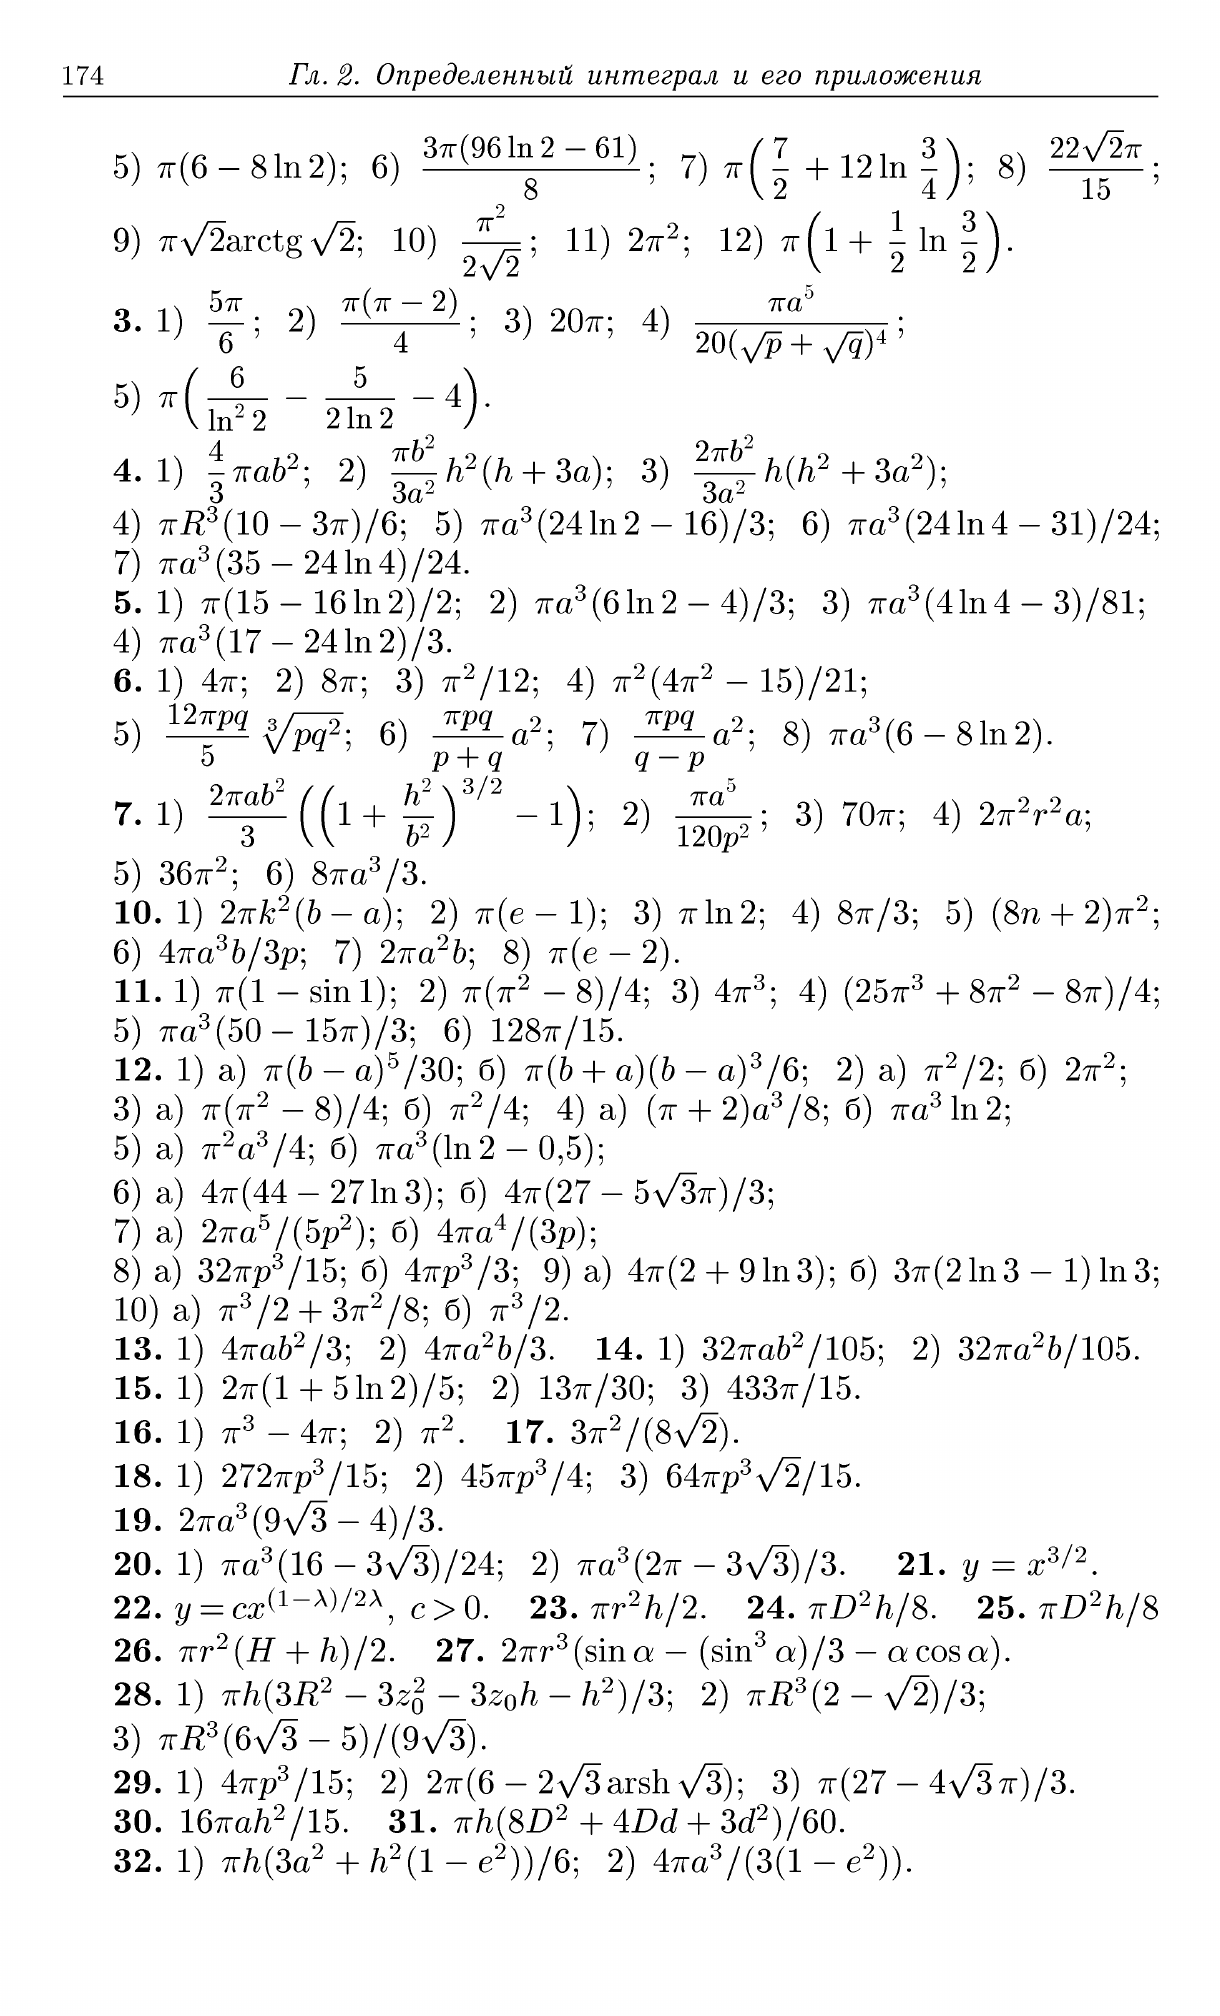 174 Гл. 2. Определенный интеграл и его приложения
5) π(6 − 8 ln 2); 6) 3π(96 ln 2 − 61)/8; 7) π(7/2 + 12 ln 3/4); 8) 22√2π/15;
9) π√2arctg √2; 10) π²/(2√2); 11) 2π²; 12) π(1 + 1/2 ln 3/2).
3. 1) 5π/6; 2) π(π − 2)/4; 3) 20π; 4) πa⁵/(20(√p + √q)⁴);
5) π(6/ln² 2 − 5/(2 ln 2) − 4).
4. 1) 4/3 πab²; 2) πb²/3a² h²(h + 3a); 3) 2πb²/3a² h(h² + 3a²);
4) πR³(10 − 3π)/6; 5) πa³(24 ln 2 − 16)/3; 6) πa³(24 ln 4 − 31)/24;
7) πa³(35 − 24 ln 4)/24.
5. 1) π(15 − 16 ln 2)/2; 2) πa³(6 ln 2 − 4)/3; 3) πa³(4 ln 4 − 3)/81;
4) πa³(17 − 24 ln 2)/3.
6. 1) 4π; 2) 8π; 3) π²/12; 4) π²(4π² − 15)/21;
5) 12πpq/5 ∛(pq²); 6) πpq/(p + q) a²; 7) πpq/(q − p) a²; 8) πa³(6 − 8 ln 2).
7. 1) 2πab²/3 ((1 + h²/b²)^{3/2} − 1); 2) πa⁵/120p²; 3) 70π; 4) 2π²r²a;
5) 36π²; 6) 8πa³/3.
10. 1) 2πk²(b − a); 2) π(e − 1); 3) π ln 2; 4) 8π/3; 5) (8n + 2)π²;
6) 4πa³b/3p; 7) 2πa²b; 8) π(e − 2).
11. 1) π(1 − sin 1); 2) π(π² − 8)/4; 3) 4π³; 4) (25π³ + 8π² − 8π)/4;
5) πa³(50 − 15π)/3; 6) 128π/15.
12. 1) а) π(b − a)⁵/30; б) π(b + a)(b − a)³/6; 2) а) π²/2; б) 2π²;
3) а) π(π² − 8)/4; б) π²/4; 4) а) (π + 2)a³/8; б) πa³ ln 2;
5) а) π²a³/4; б) πa³(ln 2 − 0,5);
6) а) 4π(44 − 27 ln 3); б) 4π(27 − 5√3π)/3;
7) а) 2πa⁵/(5p²); б) 4πa⁴/(3p);
8) а) 32πp³/15; б) 4πp³/3; 9) а) 4π(2 + 9 ln 3); б) 3π(2 ln 3 − 1) ln 3;
10) а) π³/2 + 3π²/8; б) π³/2.
13. 1) 4πab²/3; 2) 4πa²b/3. 14. 1) 32πab²/105; 2) 32πa²b/105.
15. 1) 2π(1 + 5 ln 2)/5; 2) 13π/30; 3) 433π/15.
16. 1) π³ − 4π; 2) π². 17. 3π²/(8√2).
18. 1) 272πp³/15; 2) 45πp³/4; 3) 64πp³√2/15.
19. 2πa³(9√3 − 4)/3.
20. 1) πa³(16 − 3√3)/24; 2) πa³(2π − 3√3)/3. 21. y = x^{3/2}.
22. y = cx^{(1−λ)/2λ}, c > 0. 23. πr²h/2. 24. πD²h/8. 25. πD²h/8
26. πr²(H + h)/2. 27. 2πr³(sin α − (sin³ α)/3 − α cos α).
28. 1) πh(3R² − 3z₀² − 3z₀h − h²)/3; 2) πR³(2 − √2)/3;
3) πR³(6√3 − 5)/(9√3).
29. 1) 4πp³/15; 2) 2π(6 − 2√3 arsh √3); 3) π(27 − 4√3 π)/3.
30. 16πah²/15. 31. πh(8D² + 4Dd + 3d²)/60.
32. 1) πh(3a² + h²(1 − e²))/6; 2) 4πa³/(3(1 − e²)).